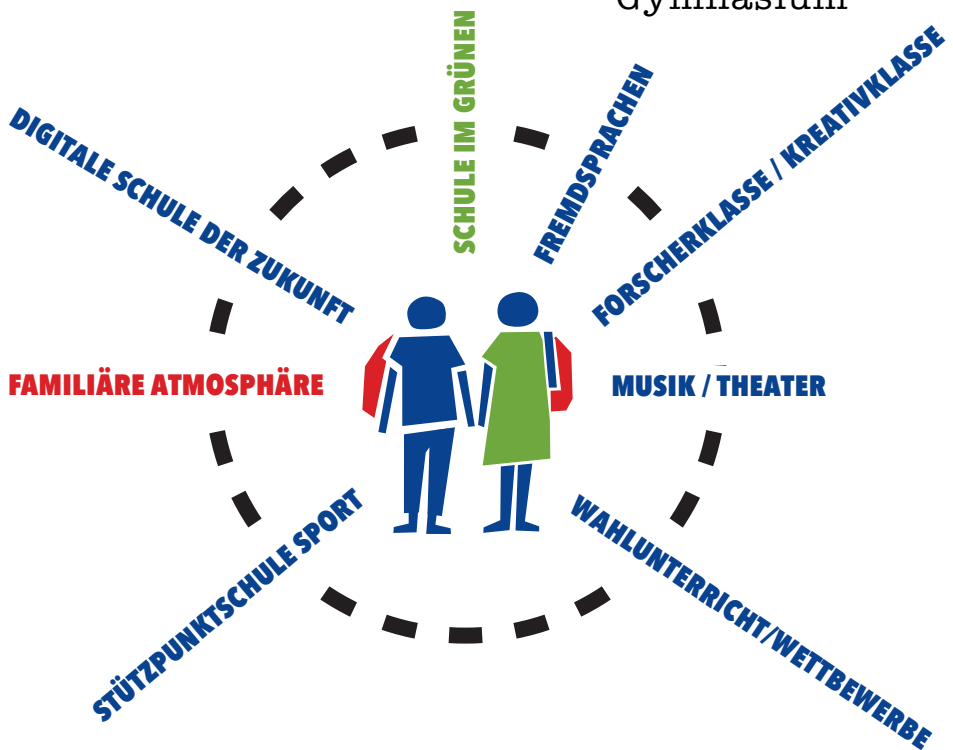 Gymnasium
SCHULE IM GRÜNEN
FREMDSPRACHEN
FORSCHERKLASSE / KREATIVKLASSE
DIGITALE SCHULE DER ZUKUNFT
FAMILIÄRE ATMOSPHÄRE
MUSIK / THEATER
STÜTZPUNKTSCHULE SPORT
WAHLUNTERRICHT/WETTBEWERBE